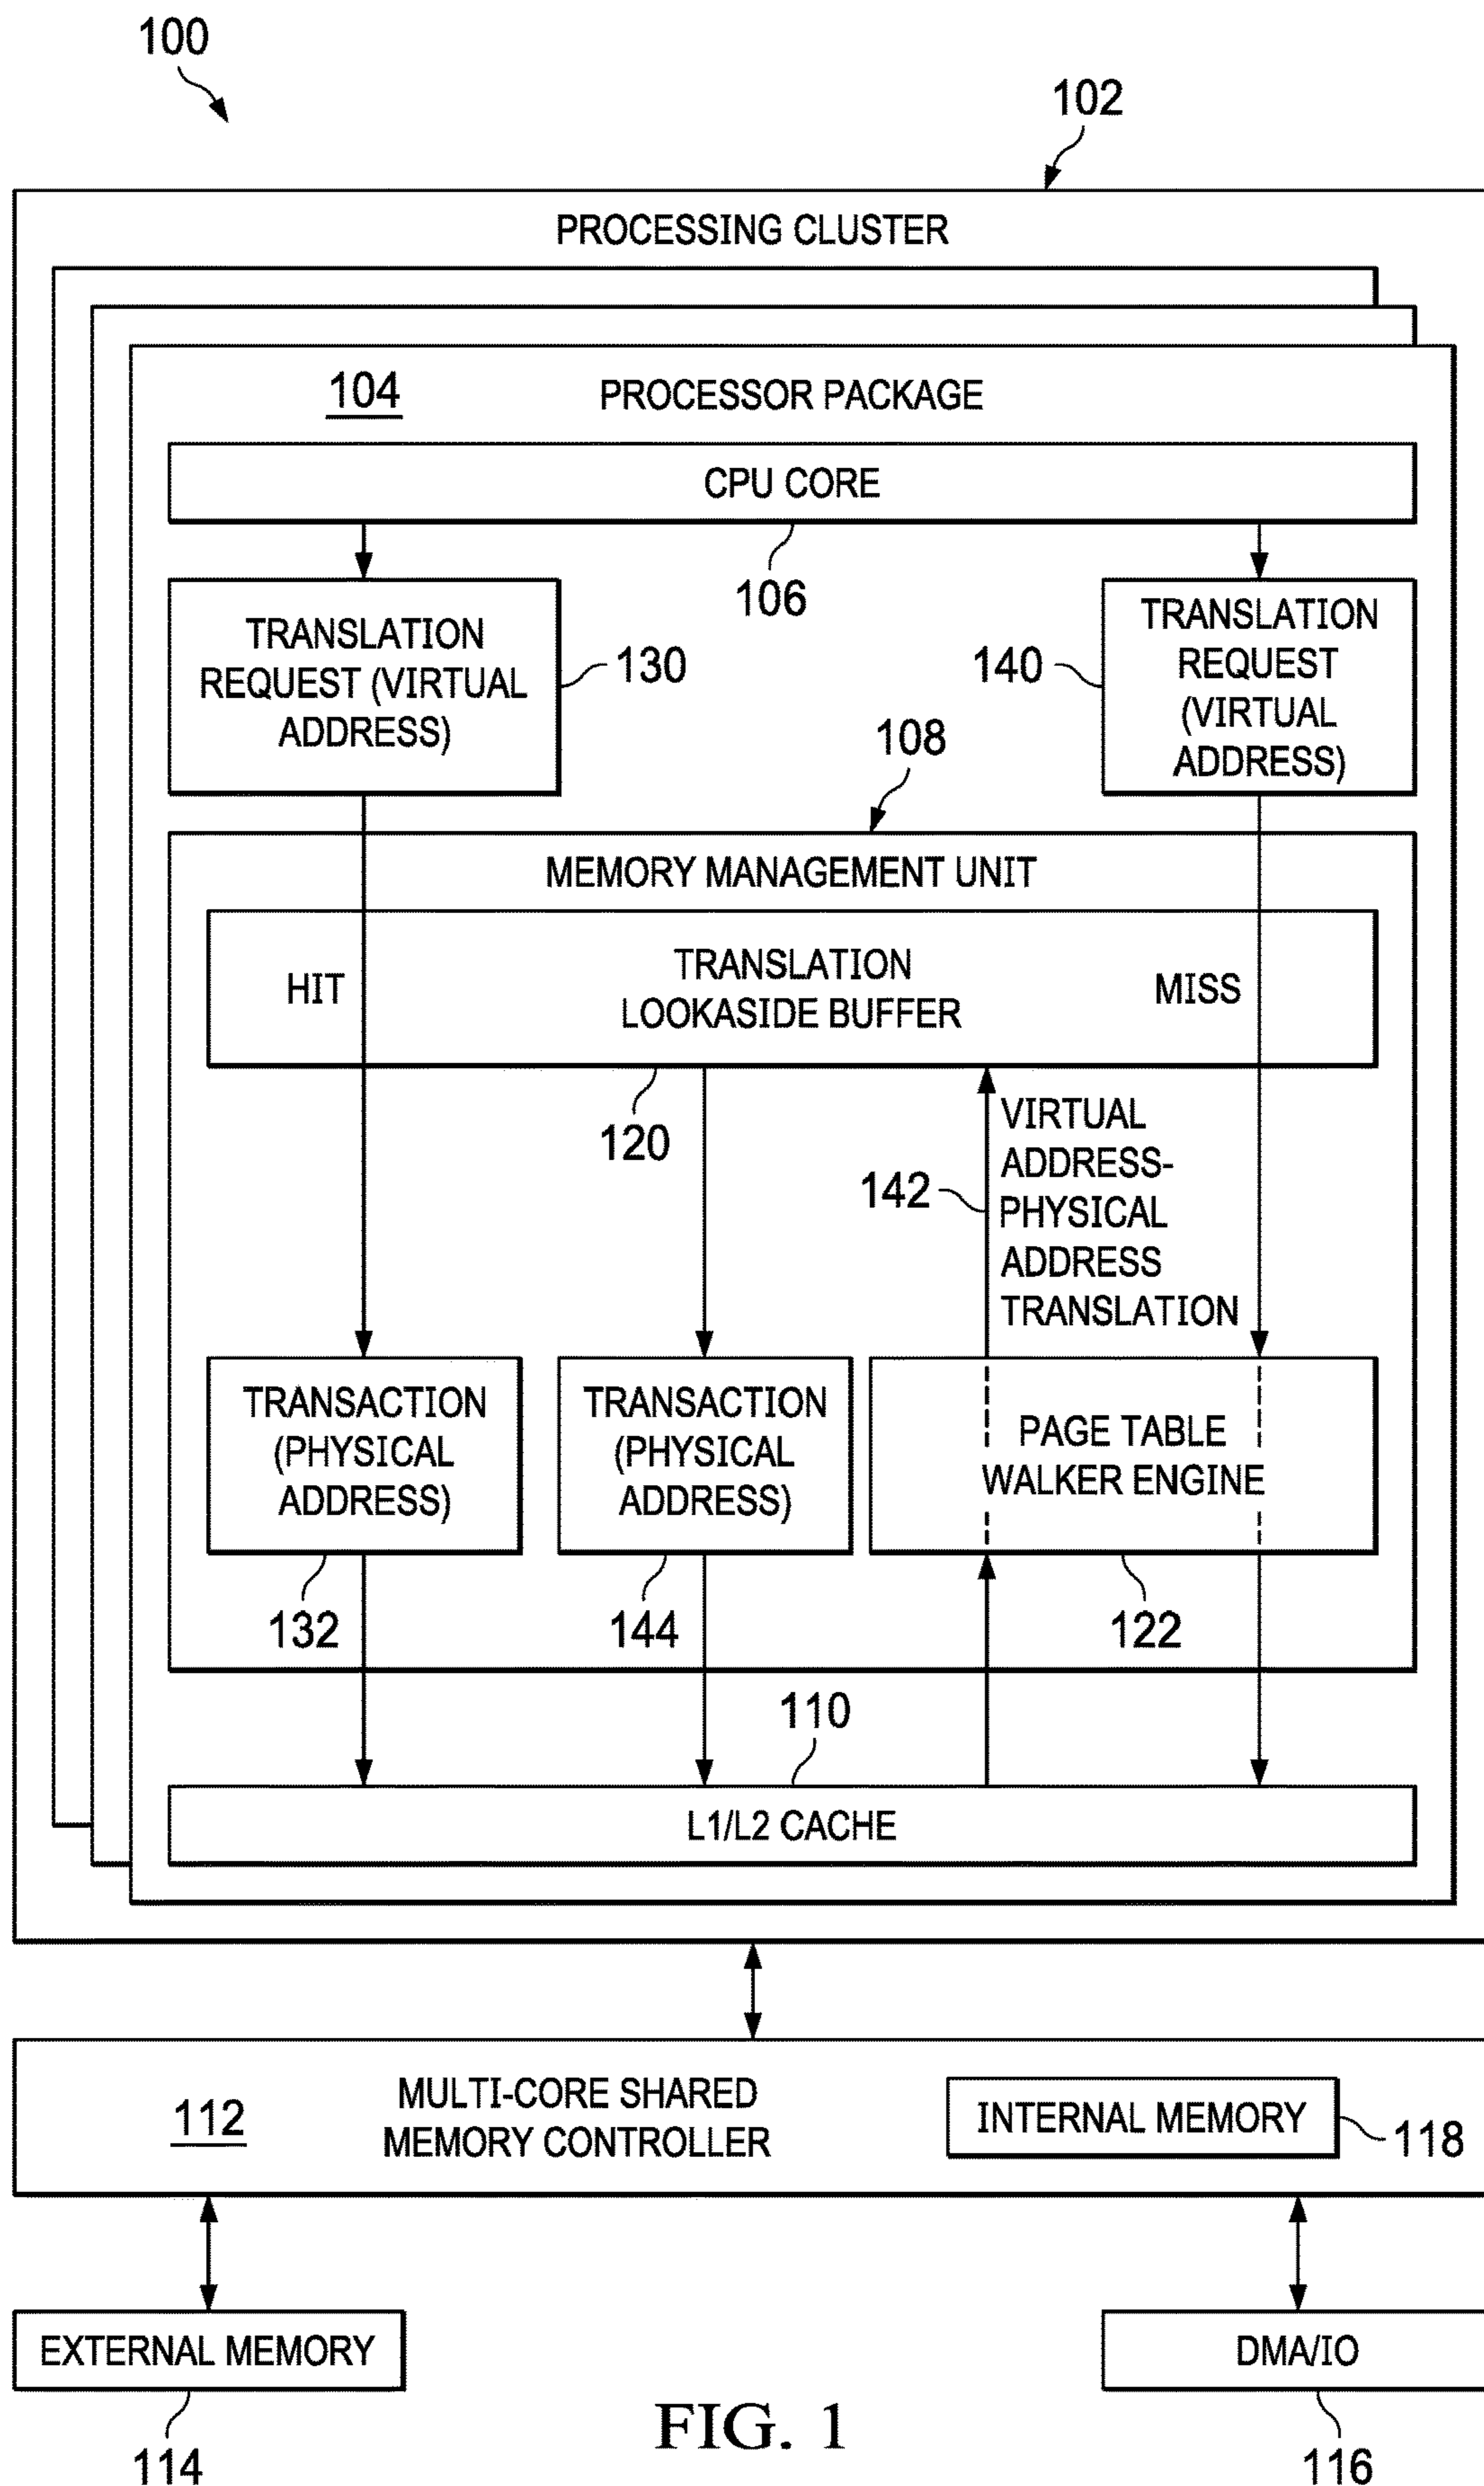 100
102
PROCESSING CLUSTER
104
PROCESSOR PACKAGE
CPU CORE
106
TRANSLATION
REQUEST (VIRTUAL
ADDRESS)
130
140
TRANSLATION
REQUEST
(VIRTUAL
ADDRESS)
108
MEMORY MANAGEMENT UNIT
HIT
TRANSLATION
LOOKASIDE BUFFER
MISS
120
142
VIRTUAL
ADDRESS-
PHYSICAL
ADDRESS
TRANSLATION
TRANSACTION
(PHYSICAL
ADDRESS)
TRANSACTION
(PHYSICAL
ADDRESS)
PAGE TABLE
WALKER ENGINE
132
144
122
110
L1/L2 CACHE
112
MULTI-CORE SHARED
MEMORY CONTROLLER
INTERNAL MEMORY
118
EXTERNAL MEMORY
DMA/IO
114
FIG. 1
116